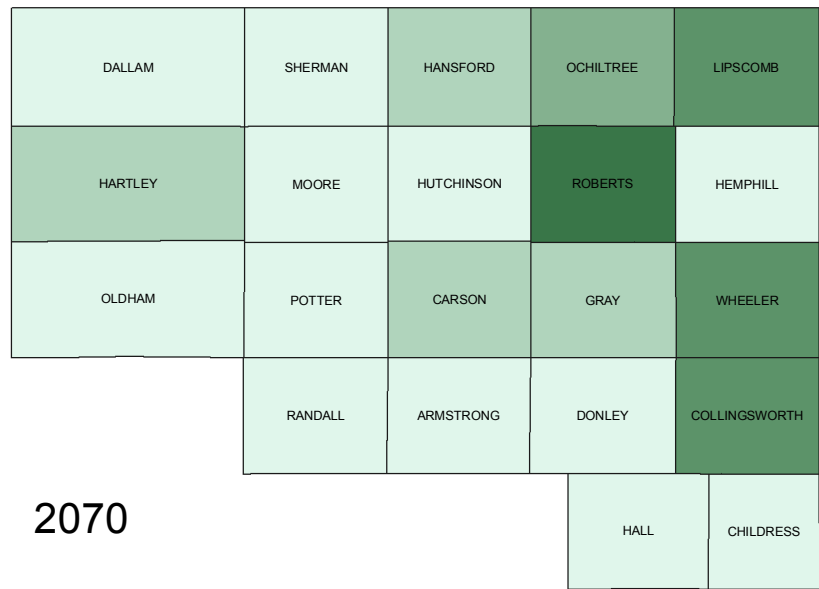 DALLAM
SHERMAN
HANSFORD
OCHILTREE
LIPSCOMB
HARTLEY
MOORE
HUTCHINSON
ROBERTS
HEMPHILL
OLDHAM
POTTER
CARSON
GRAY
WHEELER
RANDALL
ARMSTRONG
DONLEY
COLLINGSWORTH
2070
HALL
CHILDRESS